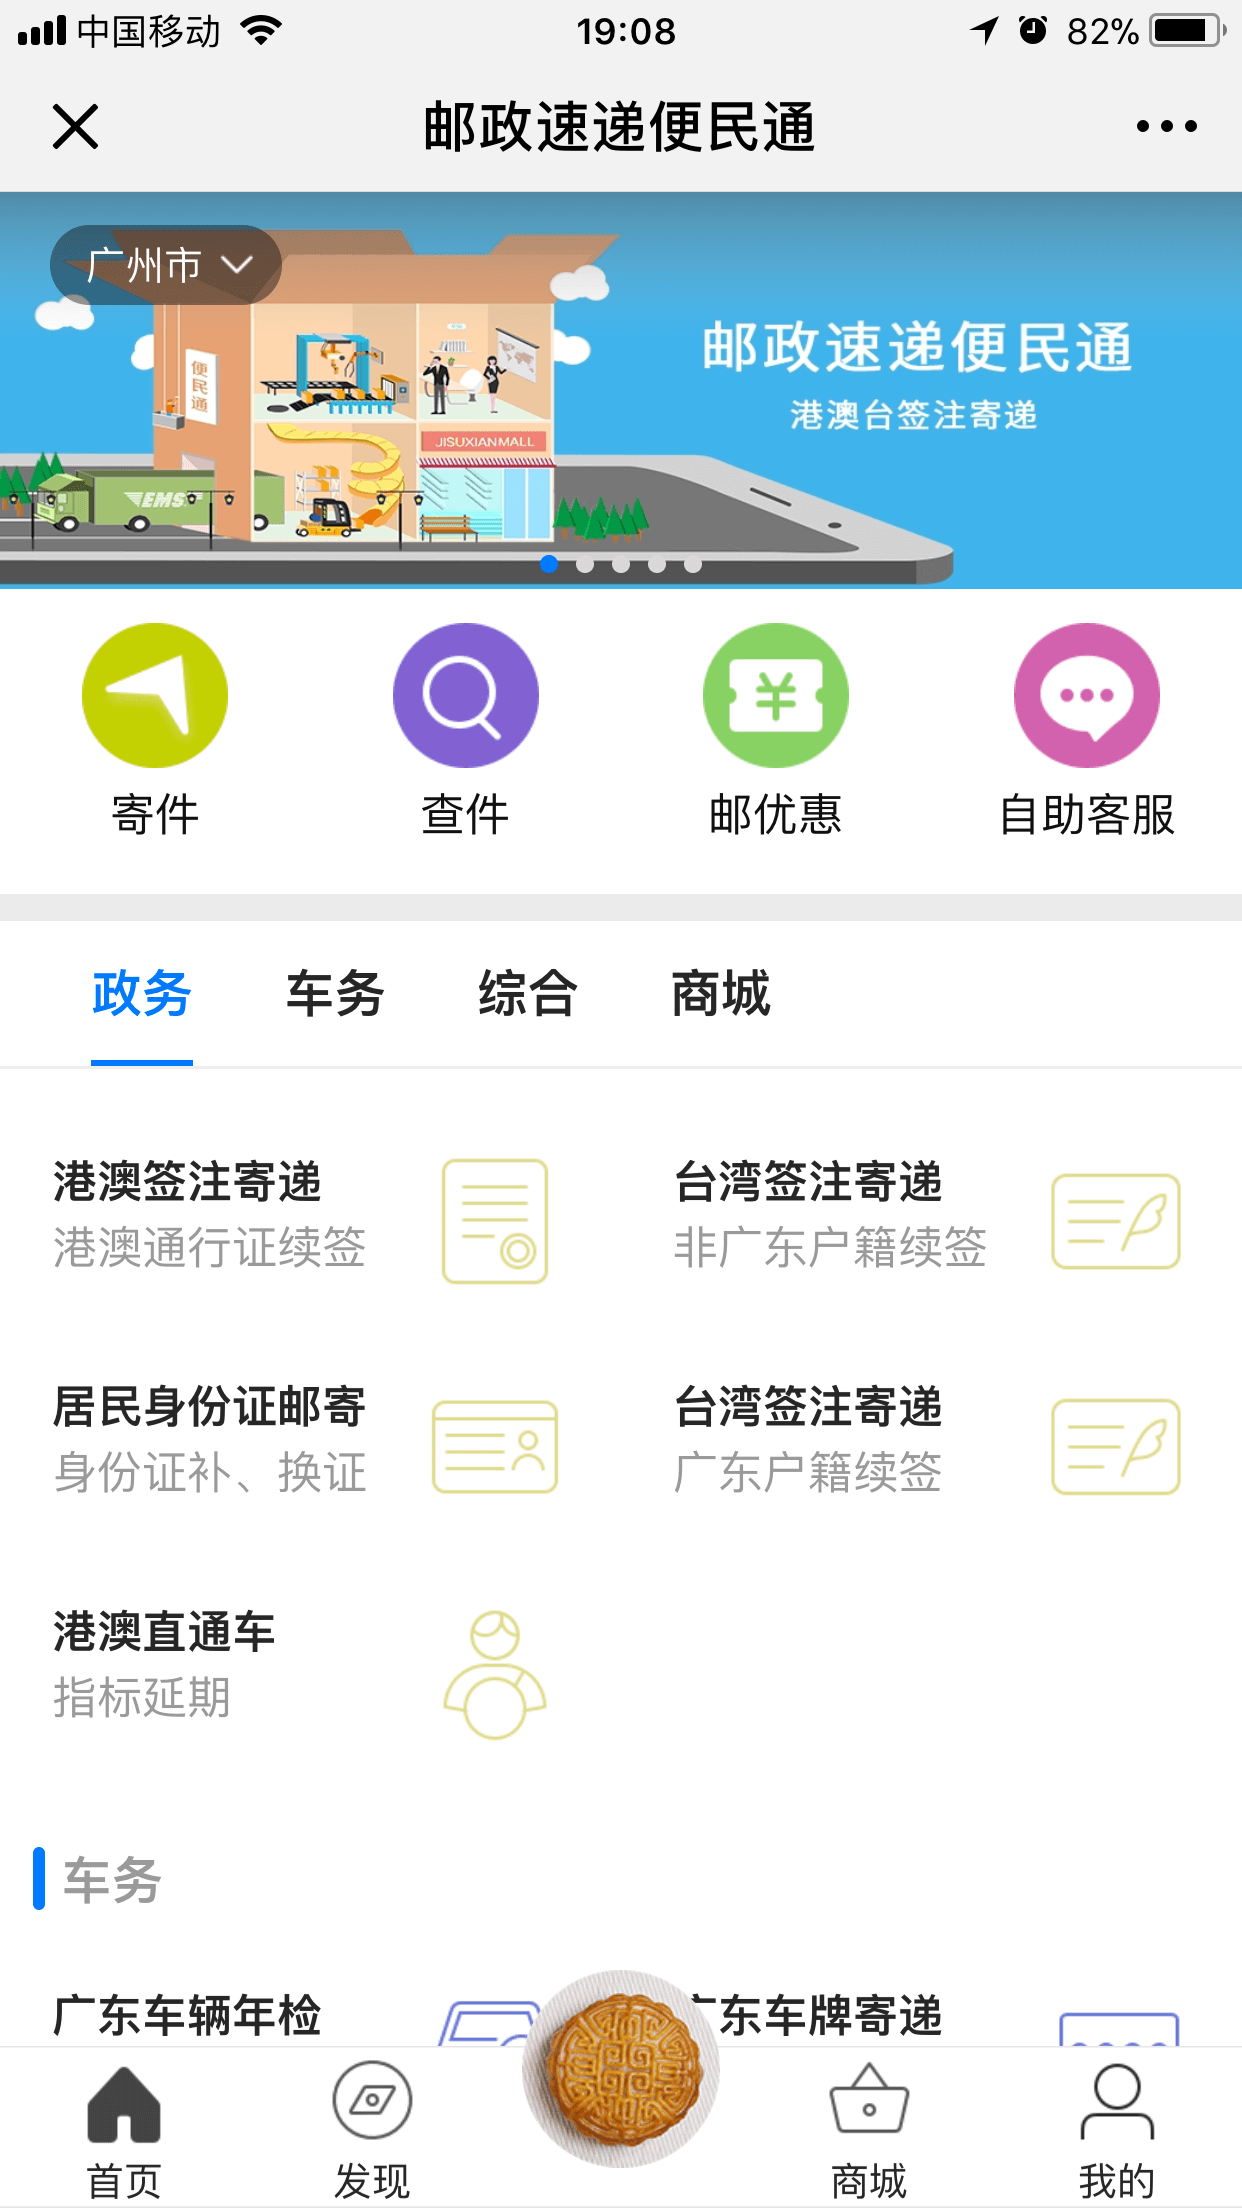 中国移动
19:08
82%
邮政速递便民通
广州市
便民通
邮政速递便民通
港澳台签注寄递
JISUXIANMALL
EMS
寄件
查件
邮优惠
自助客服
政务
车务
综合
商城
港澳签注寄递
港澳通行证续签
台湾签注寄递
非广东户籍续签
居民身份证邮寄
身份证补、换证
台湾签注寄递
广东户籍续签
港澳直通车
指标延期
车务
广东车辆年检
广东车牌寄递
首页
发现
商城
我的